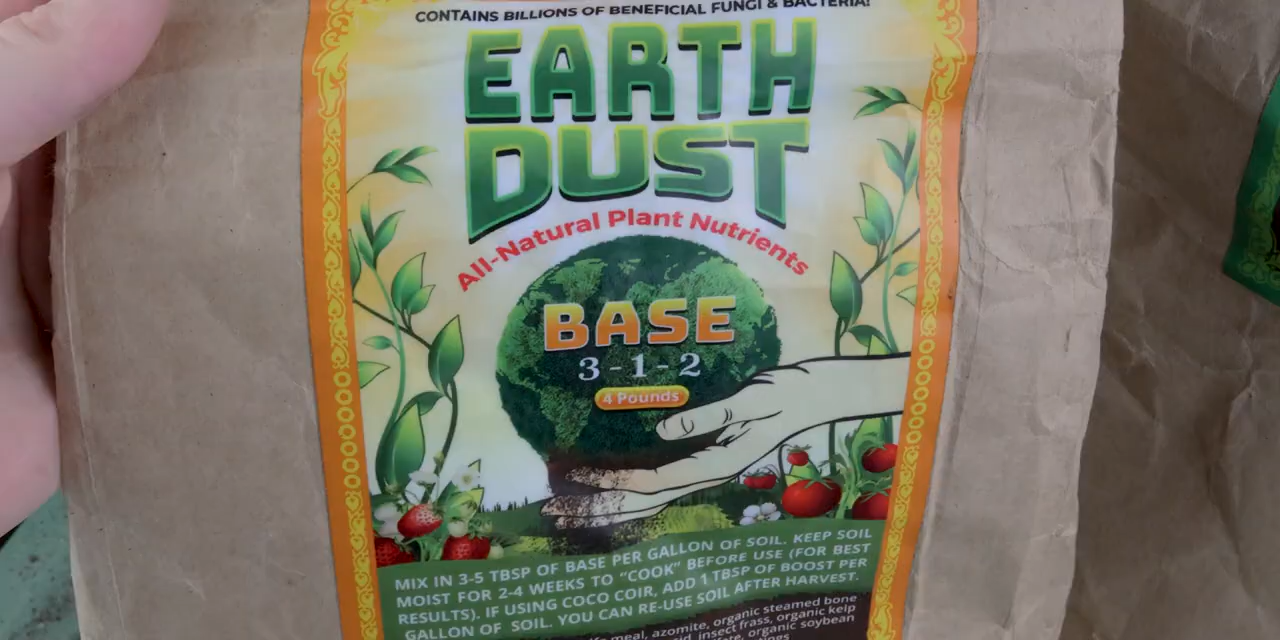 CONTAINS BILLIONS OF BENEFICIAL FUNGI & BACTERIA!
EARTH
DUST
All-Natural Plant Nutrients
BASE
3-1-2
4 Pounds
MIX IN 3-5 TBSP OF BASE PER GALLON OF SOIL. KEEP SOIL
MOIST FOR 2-4 WEEKS TO “COOK” BEFORE USE (FOR BEST
RESULTS). IF USING COCO COIR, ADD 1 TBSP OF BOOST PER
GALLON OF SOIL. YOU CAN RE-USE SOIL AFTER HARVEST.
meal, azomite, organic steamed bone
insect frass, organic kelp
organic soybean